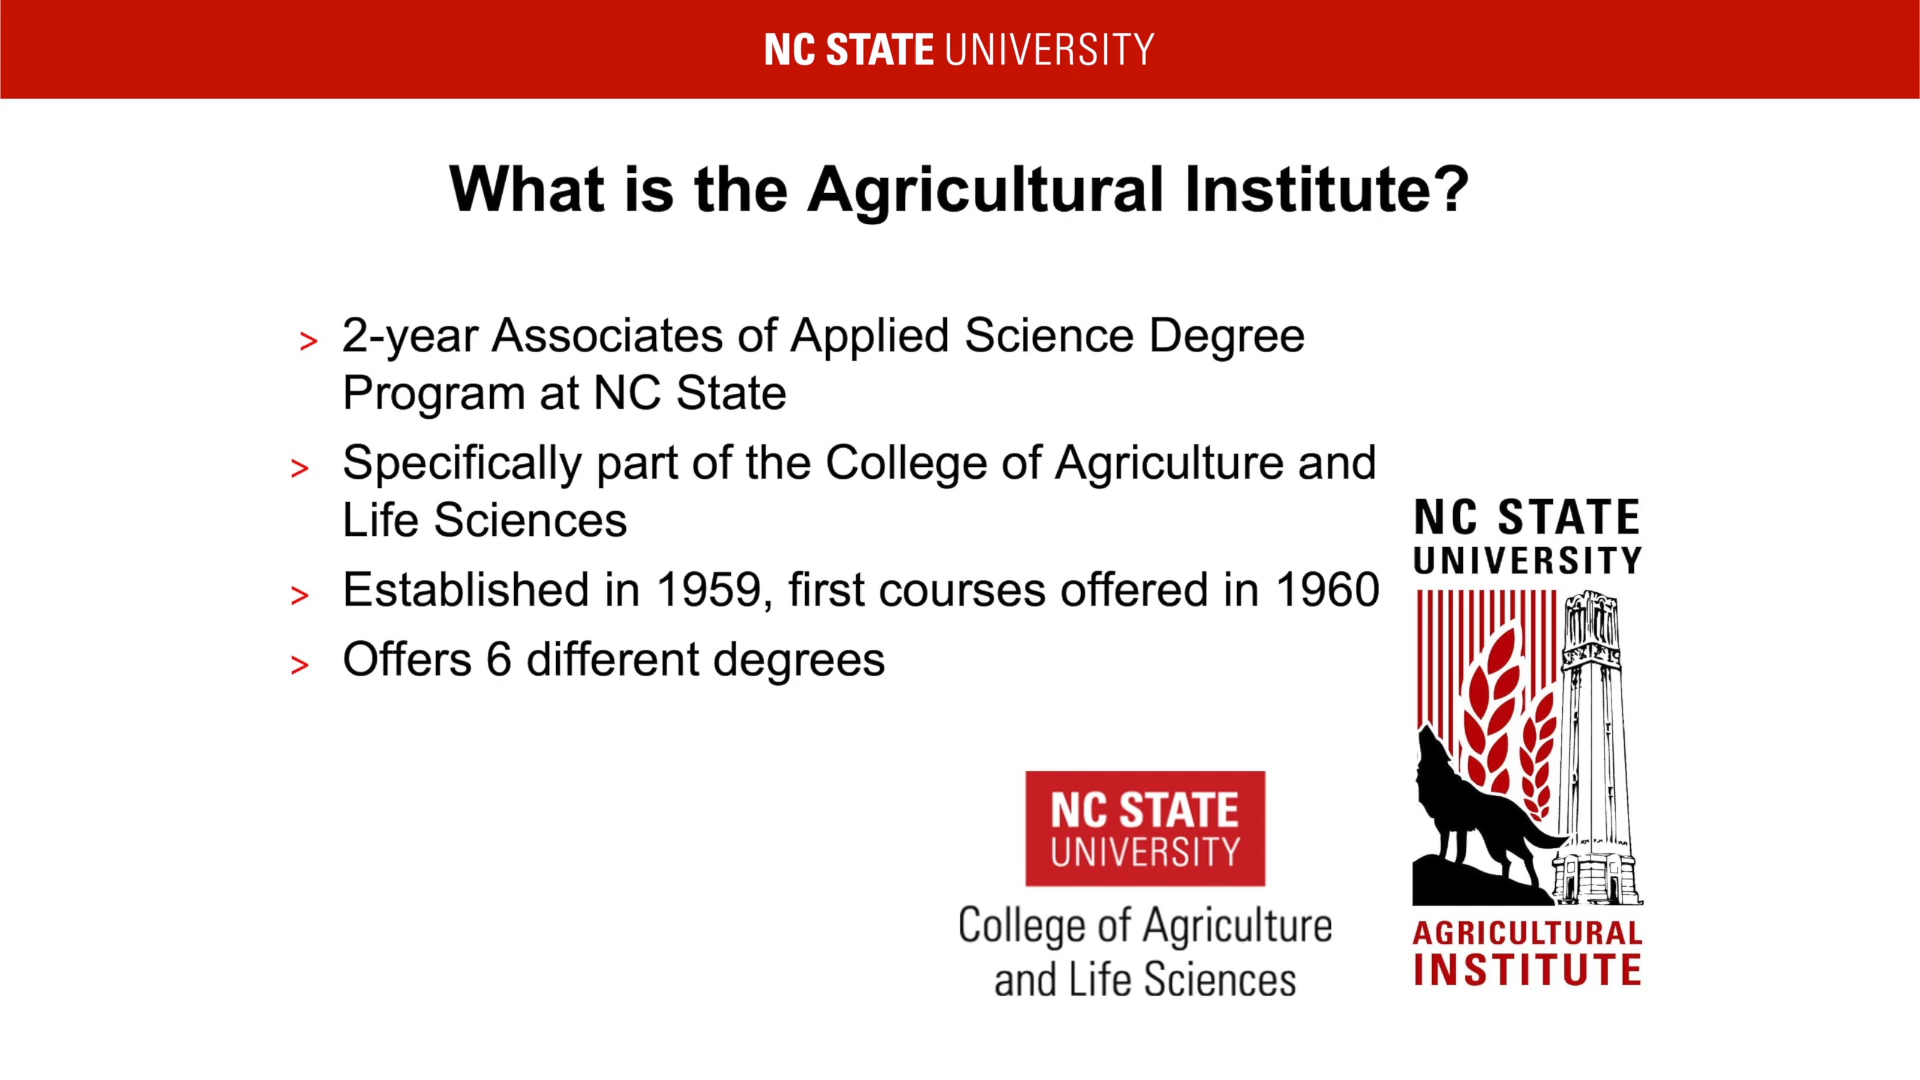 NC STATE UNIVERSITY
What is the Agricultural Institute?
> 2-year Associates of Applied Science Degree
Program at NC State
> Specifically part of the College of Agriculture and
Life Sciences
> Established in 1959, first courses offered in 1960
> Offers 6 different degrees
NC STATE
UNIVERSITY
College of Agriculture
and Life Sciences
NC STATE
UNIVERSITY
AGRICULTURAL
INSTITUTE